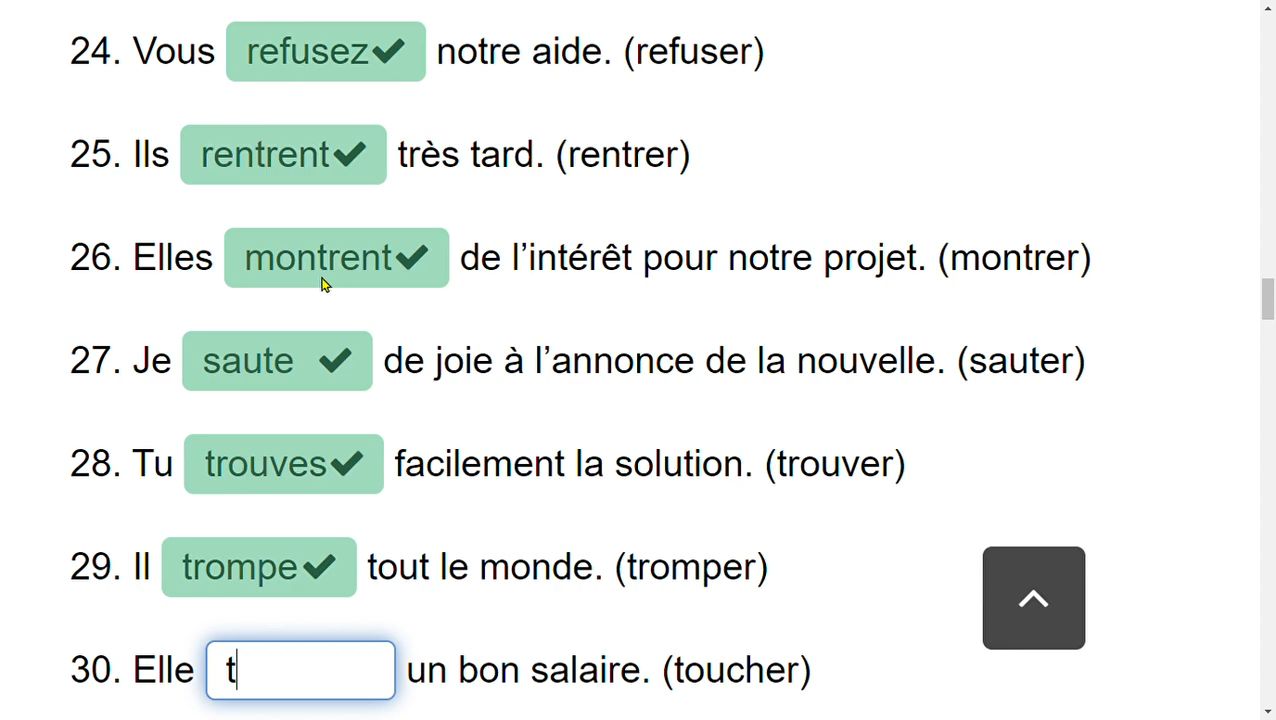 24. Vous refusez✔ notre aide. (refuser)
25. Ils rentrent✔ très tard. (rentrer)
26. Elles montrent✔ de l’intérêt pour notre projet. (montrer)
27. Je saute ✔ de joie à l’annonce de la nouvelle. (sauter)
28. Tu trouves✔ facilement la solution. (trouver)
29. Il trompe✔ tout le monde. (tromper)
30. Elle t un bon salaire. (toucher)